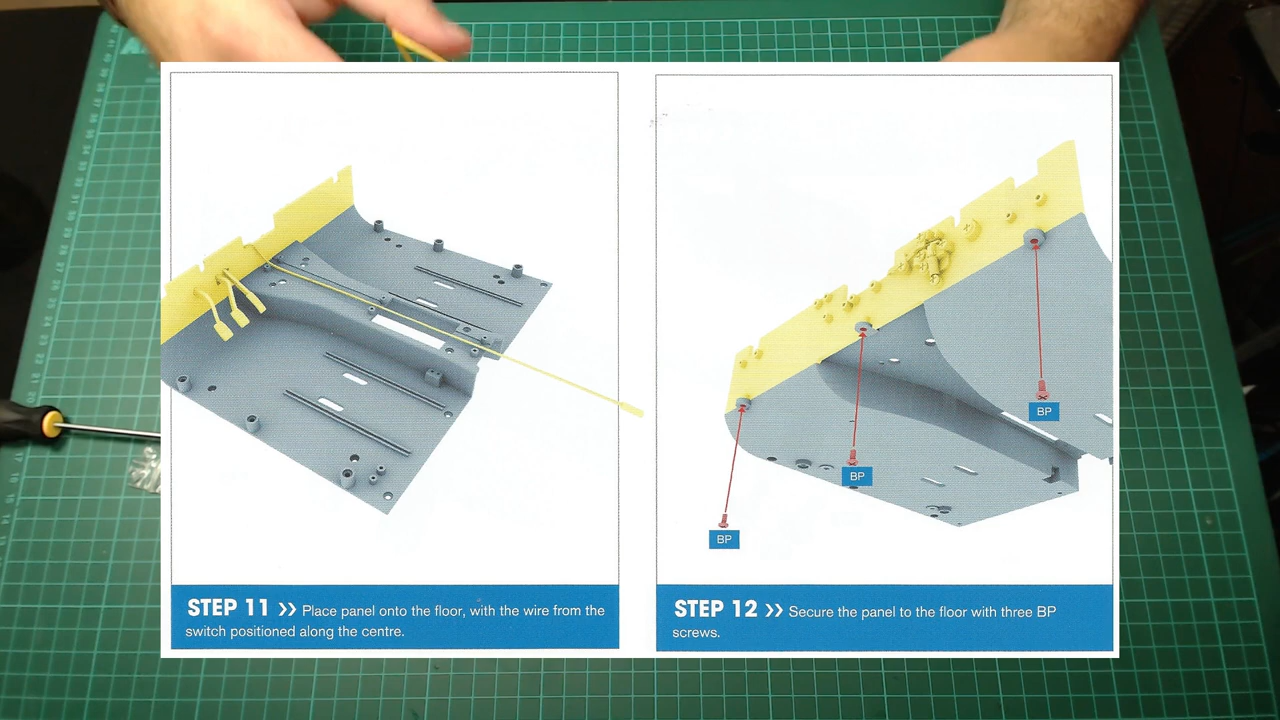 STEP 11 >> Place panel onto the floor, with the wire from the
switch positioned along the centre.
BP
BP
BP
STEP 12 >> Secure the panel to the floor with three BP
screws.